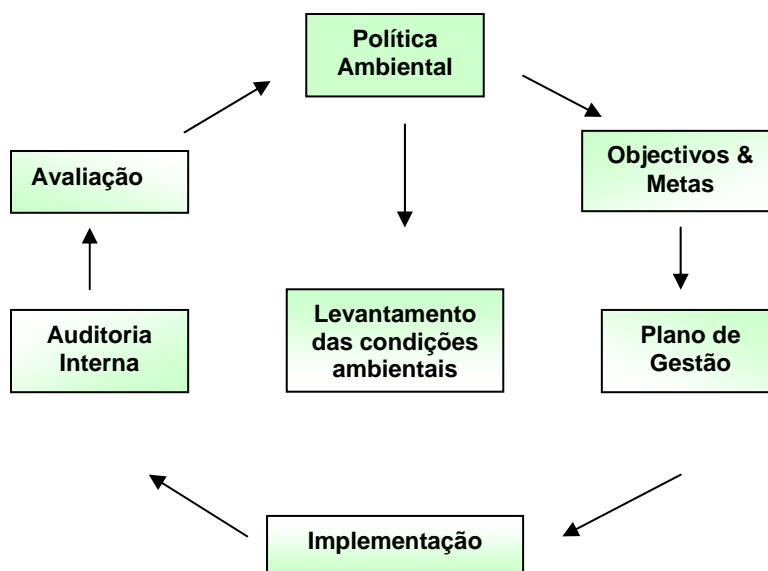 Política
Ambiental
Objectivos &
Metas
Avaliação
Levantamento
das condições
ambientais
Auditoria
Interna
Plano de
Gestão
Implementação